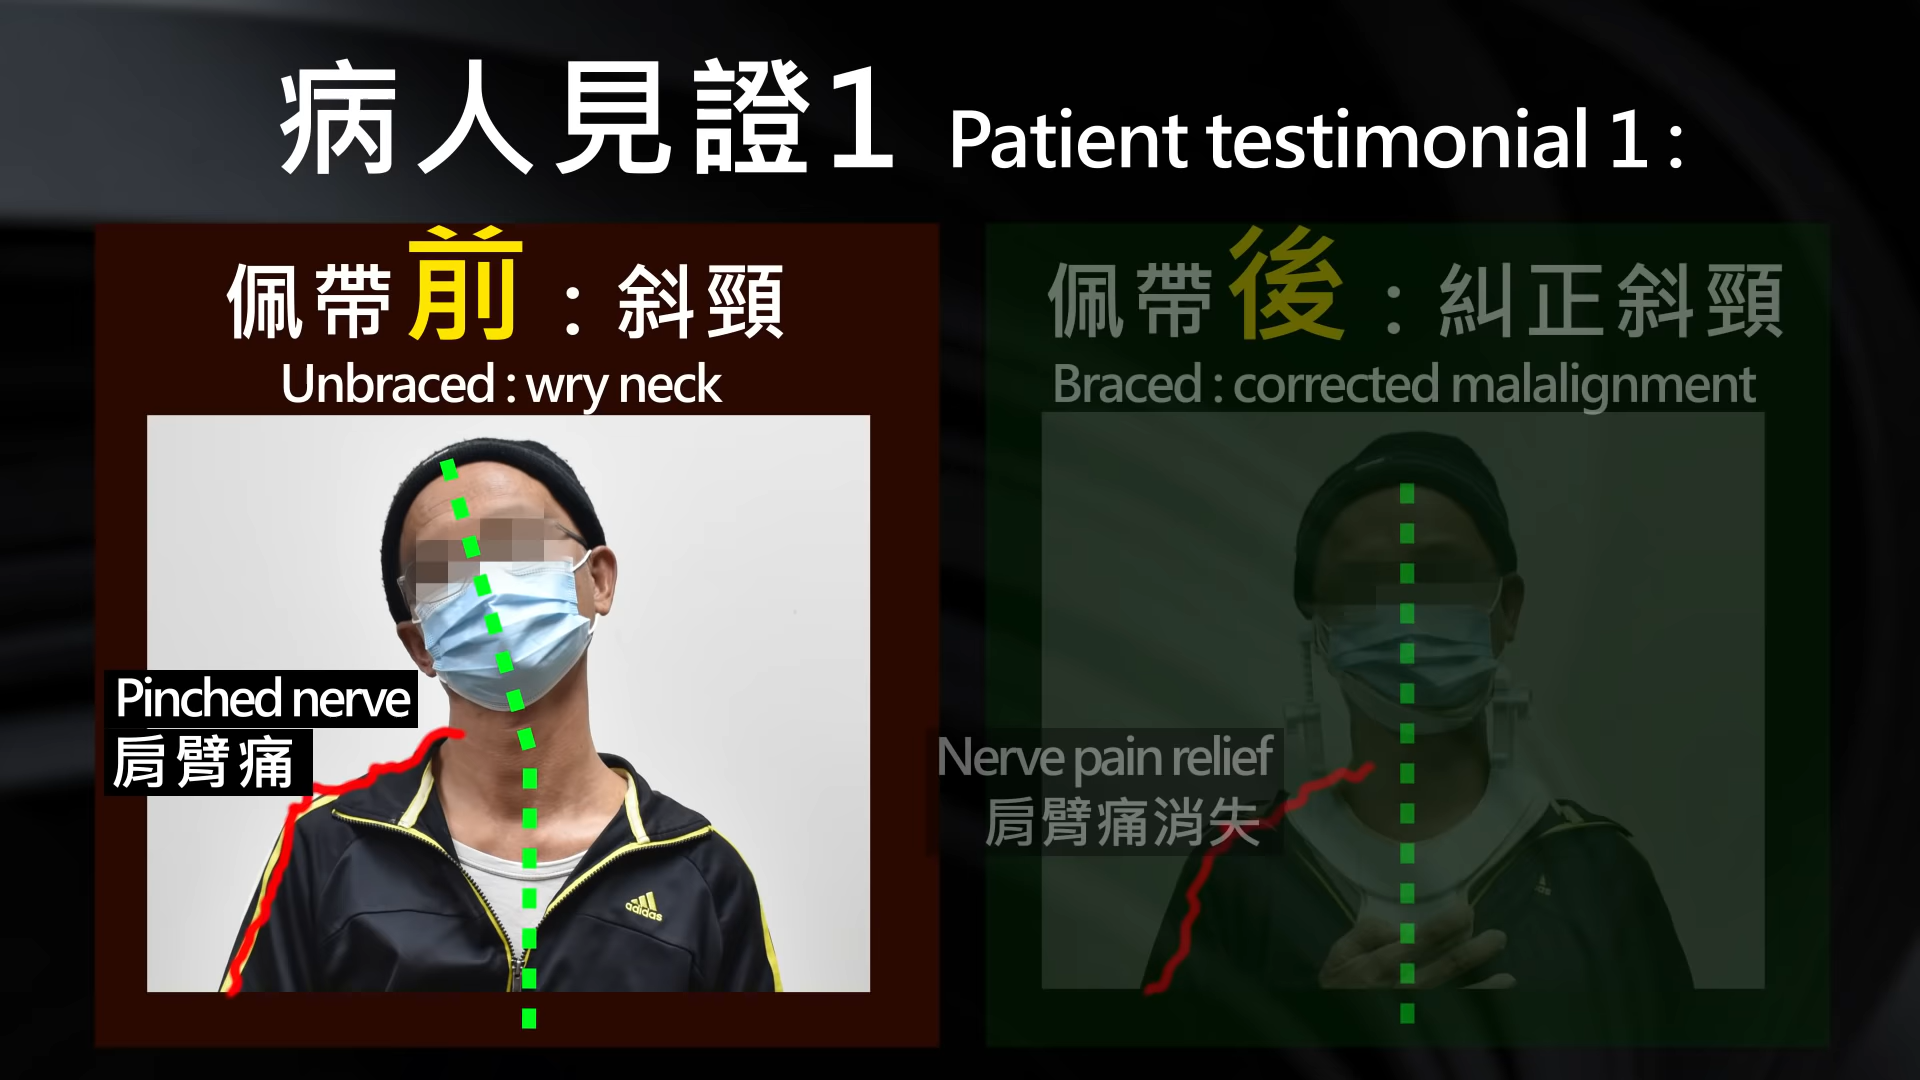 病人見證1 Patient testimonial 1 :
佩帶前：斜頸
Unbraced : wry neck
Pinched nerve
肩臂痛
adidas
佩帶後：糾正斜頸
Braced : corrected malalignment
Nerve pain relief
肩臂痛消失